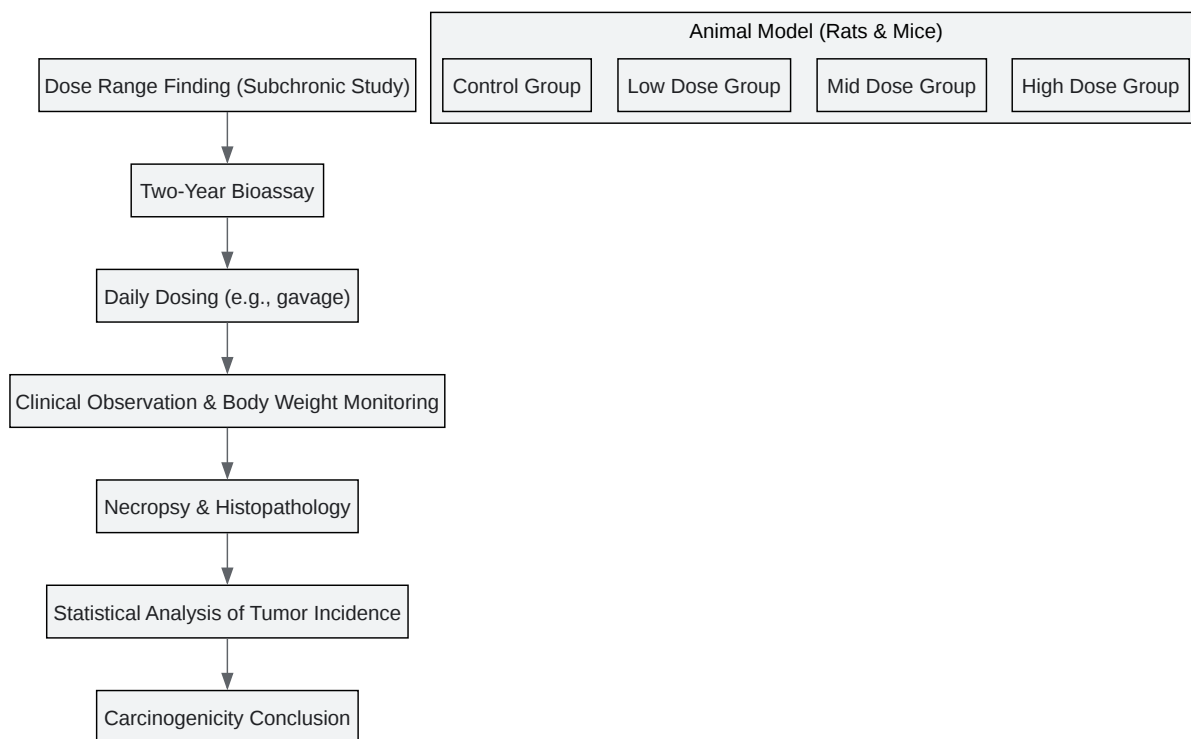 Animal Model (Rats & Mice)
Dose Range Finding (Subchronic Study)
Control Group
Low Dose Group
Mid Dose Group
High Dose Group
Two-Year Bioassay
Daily Dosing (e.g., gavage)
Clinical Observation & Body Weight Monitoring
Necropsy & Histopathology
Statistical Analysis of Tumor Incidence
Carcinogenicity Conclusion